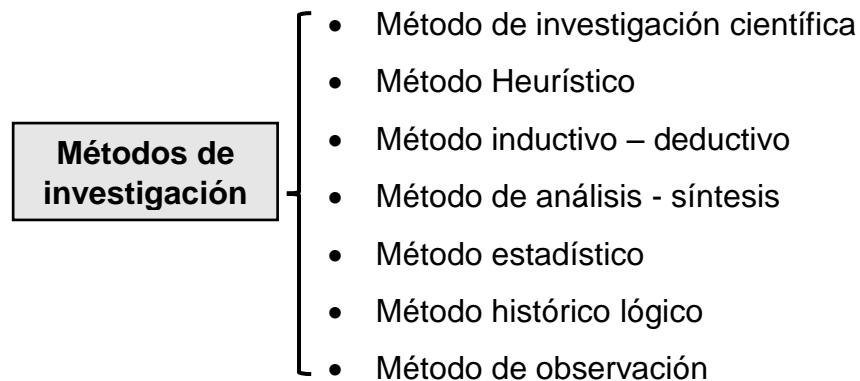 Métodos de
investigación
• Método de investigación científica
• Método Heurístico
• Método inductivo – deductivo
• Método de análisis - síntesis
• Método estadístico
• Método histórico lógico
• Método de observación